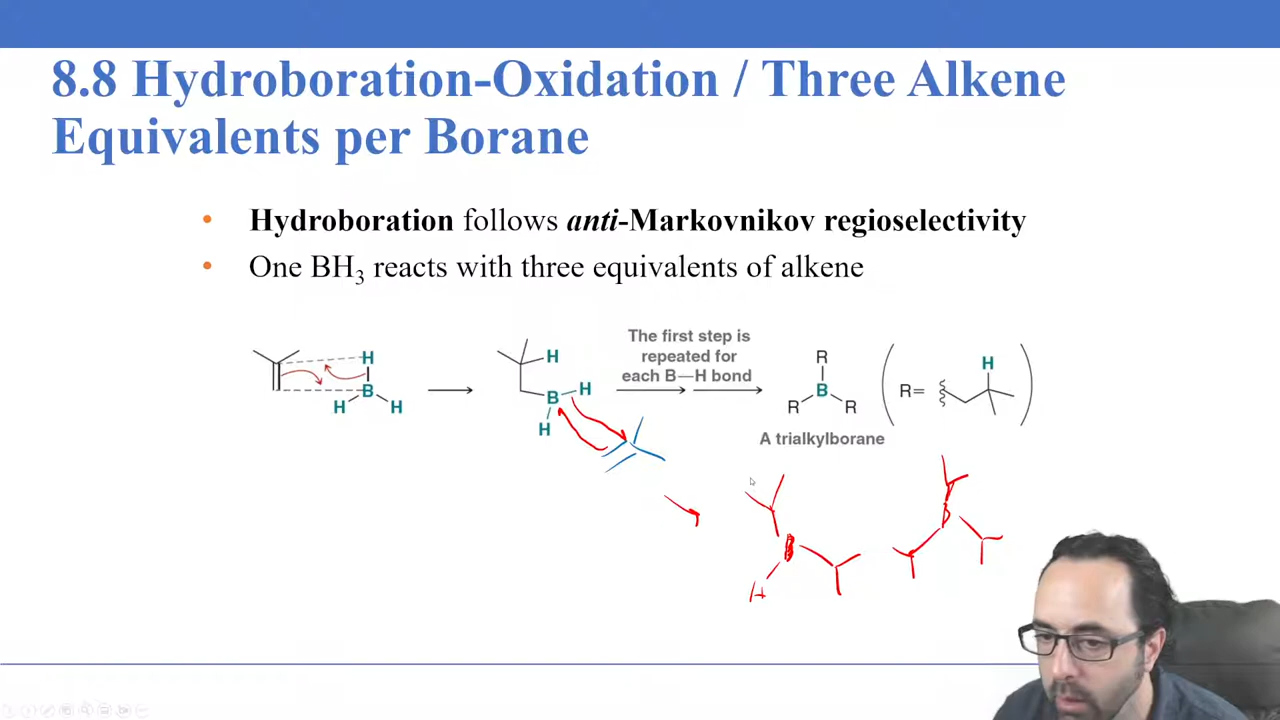 8.8 Hydroboration-Oxidation / Three Alkene
Equivalents per Borane
• Hydroboration follows anti-Markovnikov regioselectivity
• One BH₃ reacts with three equivalents of alkene
The first step is
repeated for
each B—H bond
H
B
H H
H
B H
H
R
B
R R
R=
H
A trialkylborane
B
H
B